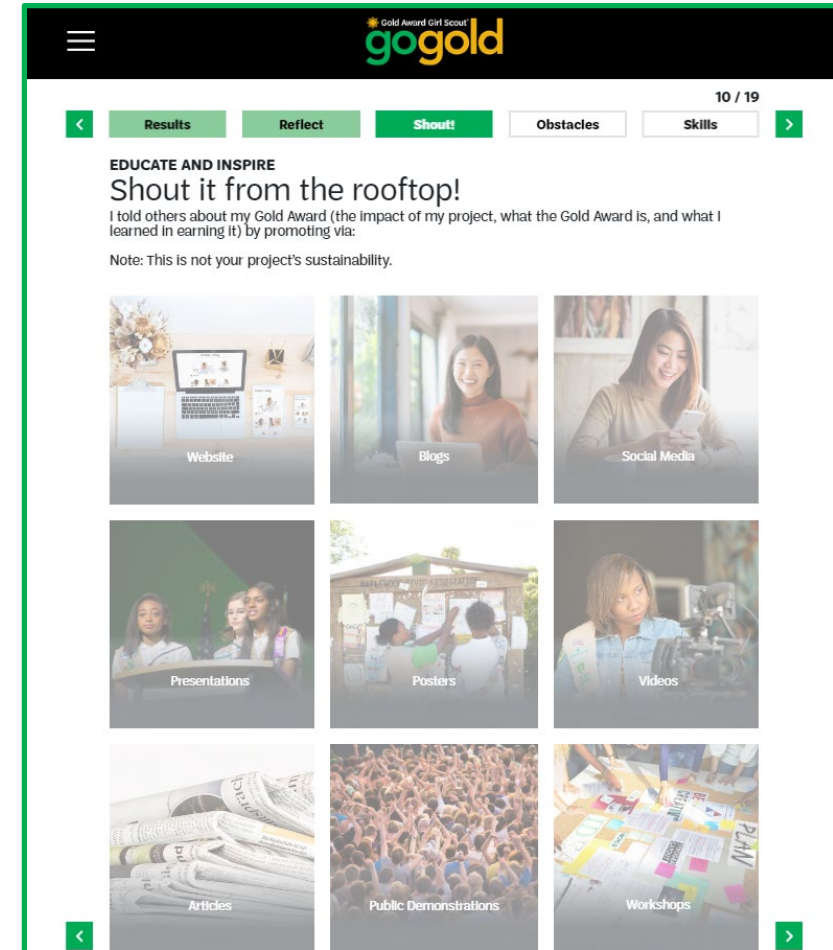 Gold Award Girl Scout
gogold
10 / 19
Results
Reflect
Shout!
Obstacles
Skills
EDUCATE AND INSPIRE
Shout it from the rooftop!
I told others about my Gold Award (the impact of my project, what the Gold Award is, and what I
learned in earning it) by promoting via:
Note: This is not your project's sustainability.
Website
Blogs
Social Media
Presentations
Posters
Videos
Articles
Public Demonstrations
Workshops
BE
CREATIVE
PLAN